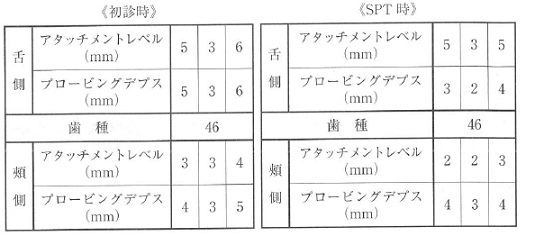 《初診時》
舌側
アタッチメントレベル
(mm)
5 3 6
プロービングデプス
(mm)
5 3 6
歯種 46
頰側
アタッチメントレベル
(mm)
3 3 4
プロービングデプス
(mm)
4 3 5
《SPT時》
舌側
アタッチメントレベル
(mm)
5 3 5
プロービングデプス
(mm)
3 2 4
歯種 46
頰側
アタッチメントレベル
(mm)
2 2 3
プロービングデプス
(mm)
4 3 4